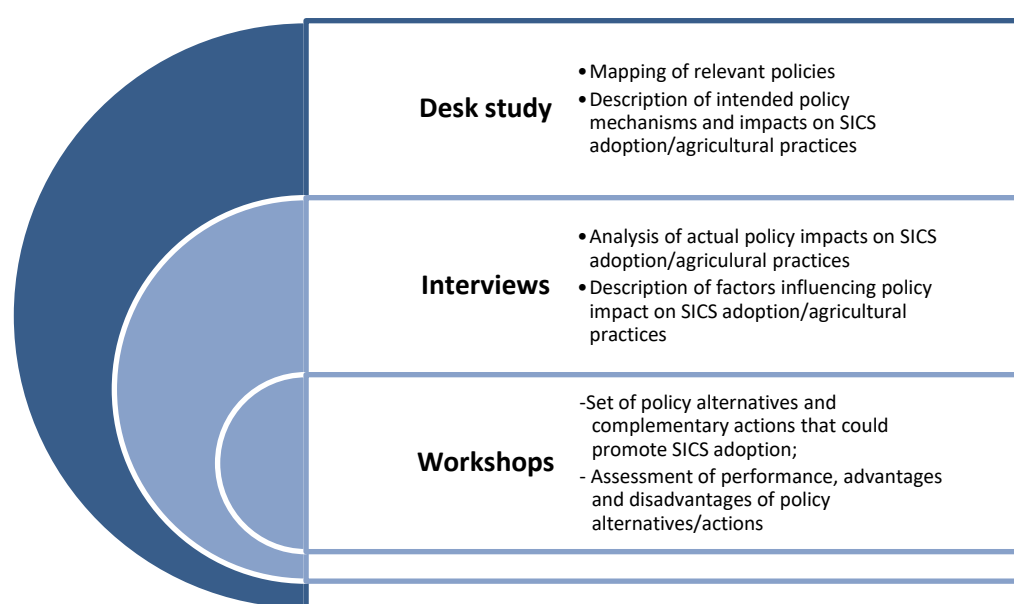 Desk study
•Mapping of relevant policies
•Description of intended policy
mechanisms and impacts on SICS
adoption/agricultural practices
Interviews
•Analysis of actual policy impacts on SICS
adoption/agriculural practices
•Description of factors influencing policy
impact on SICS adoption/agricultural
practices
Workshops
-Set of policy alternatives and
complementary actions that could
promote SICS adoption;
- Assessment of performance, advantages
and disadvantages of policy
alternatives/actions